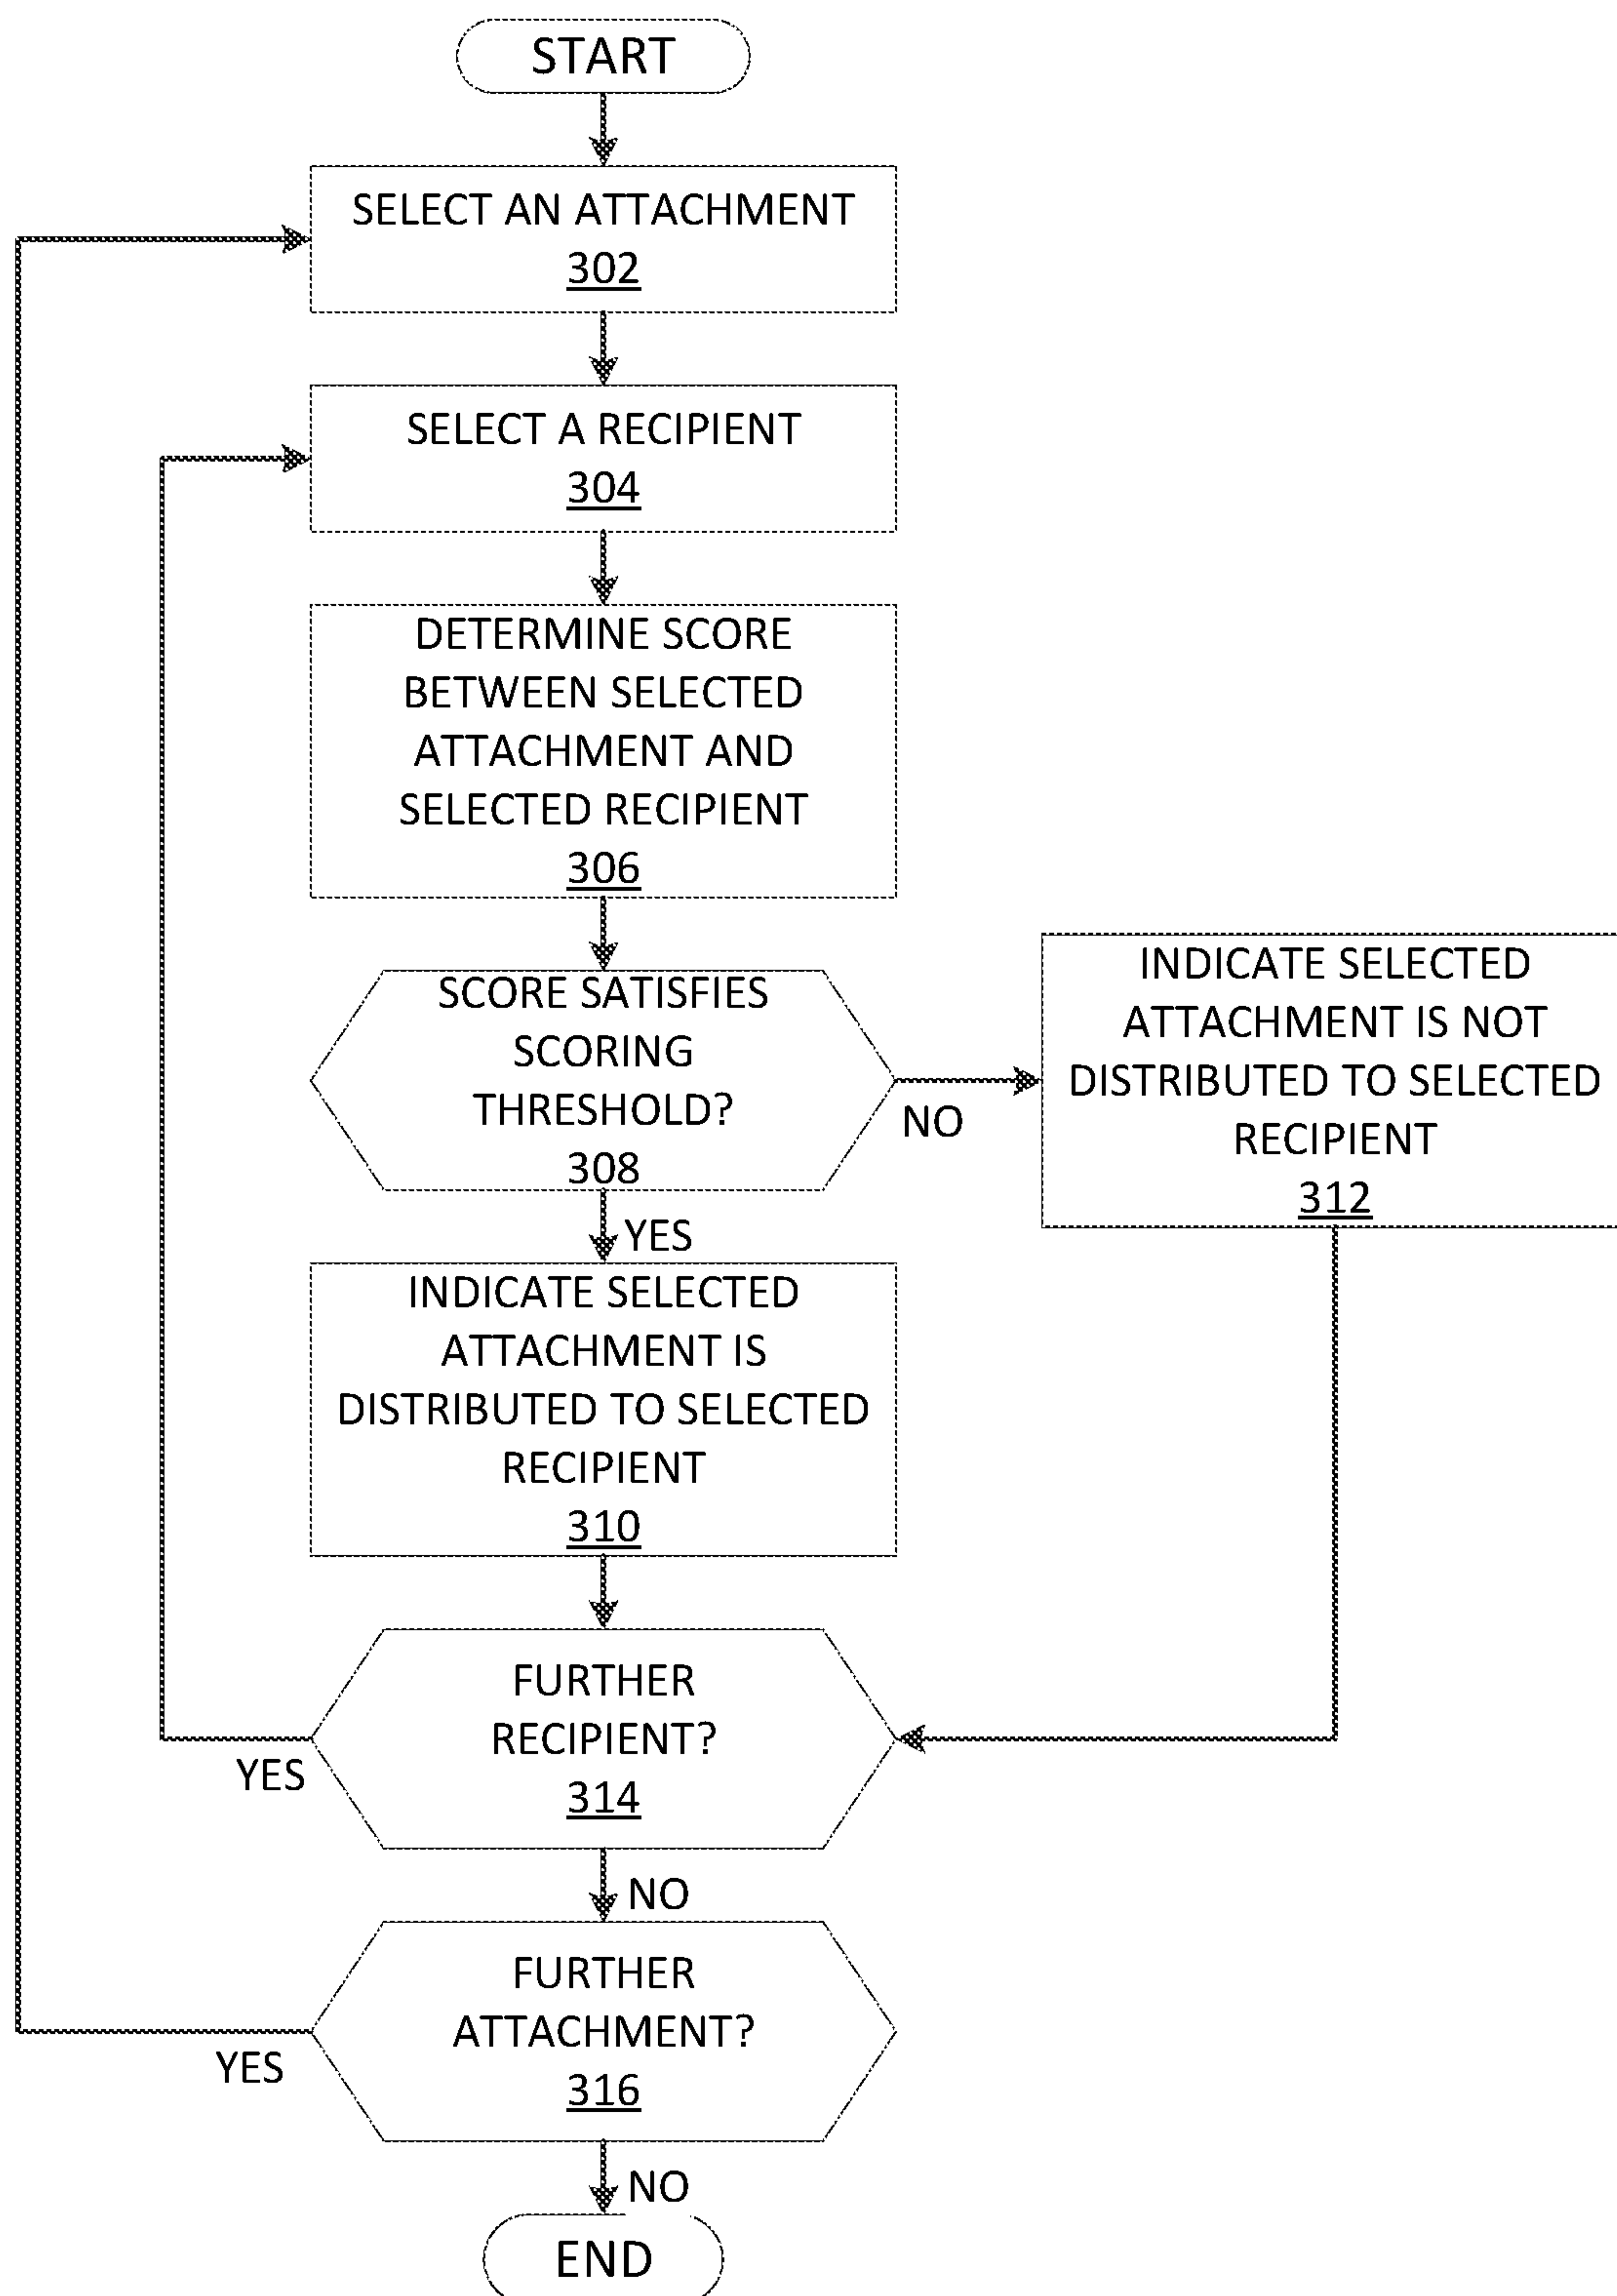 START
SELECT AN ATTACHMENT
302
SELECT A RECIPIENT
304
DETERMINE SCORE
BETWEEN SELECTED
ATTACHMENT AND
SELECTED RECIPIENT
306
SCORE SATISFIES
SCORING
THRESHOLD?
308
NO
INDICATE SELECTED
ATTACHMENT IS NOT
DISTRIBUTED TO SELECTED
RECIPIENT
312
YES
INDICATE SELECTED
ATTACHMENT IS
DISTRIBUTED TO SELECTED
RECIPIENT
310
FURTHER
RECIPIENT?
314
YES
NO
FURTHER
ATTACHMENT?
316
YES
NO
END